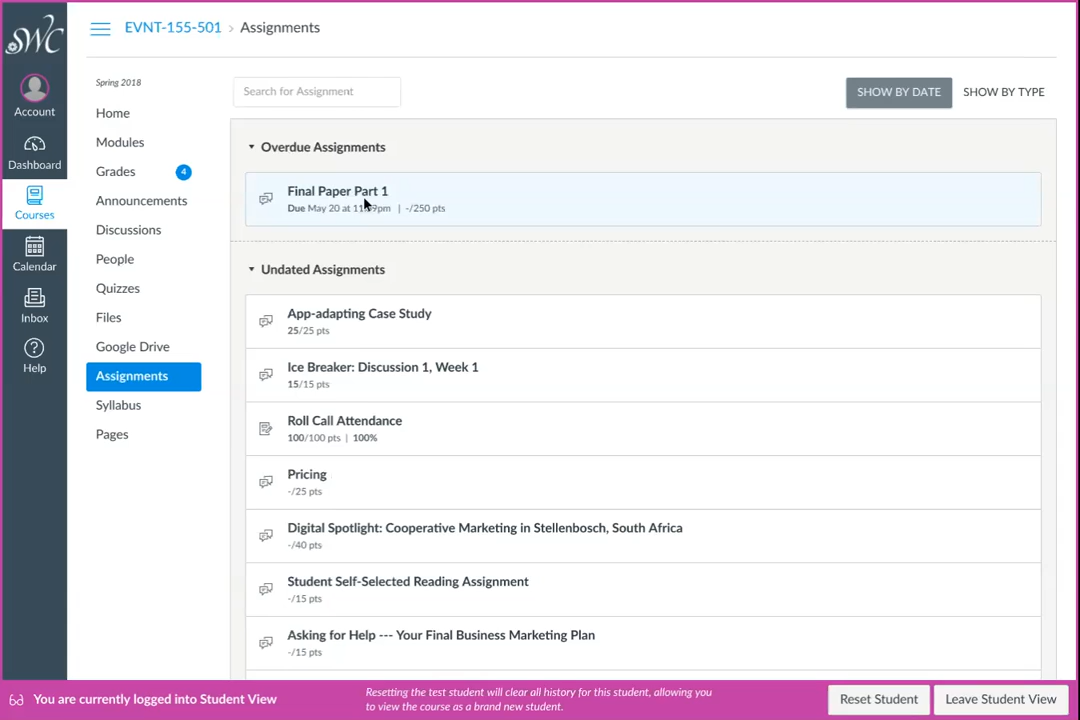 SWC
EVNT-155-501 > Assignments
Account
Dashboard
Courses
Calendar
Inbox
Help
Spring 2018
Home
Modules
Grades 4
Announcements
Discussions
People
Quizzes
Files
Google Drive
Assignments
Syllabus
Pages
Search for Assignment
SHOW BY DATE SHOW BY TYPE
Overdue Assignments
Final Paper Part 1
Due May 20 at 11:59pm | -/250 pts
Undated Assignments
App-adapting Case Study
25/25 pts
Ice Breaker: Discussion 1, Week 1
15/15 pts
Roll Call Attendance
100/100 pts | 100%
Pricing
-/25 pts
Digital Spotlight: Cooperative Marketing in Stellenbosch, South Africa
-/40 pts
Student Self-Selected Reading Assignment
-/15 pts
Asking for Help --- Your Final Business Marketing Plan
-/15 pts
You are currently logged into Student View
Resetting the test student will clear all history for this student, allowing you
to view the course as a brand new student.
Reset Student
Leave Student View